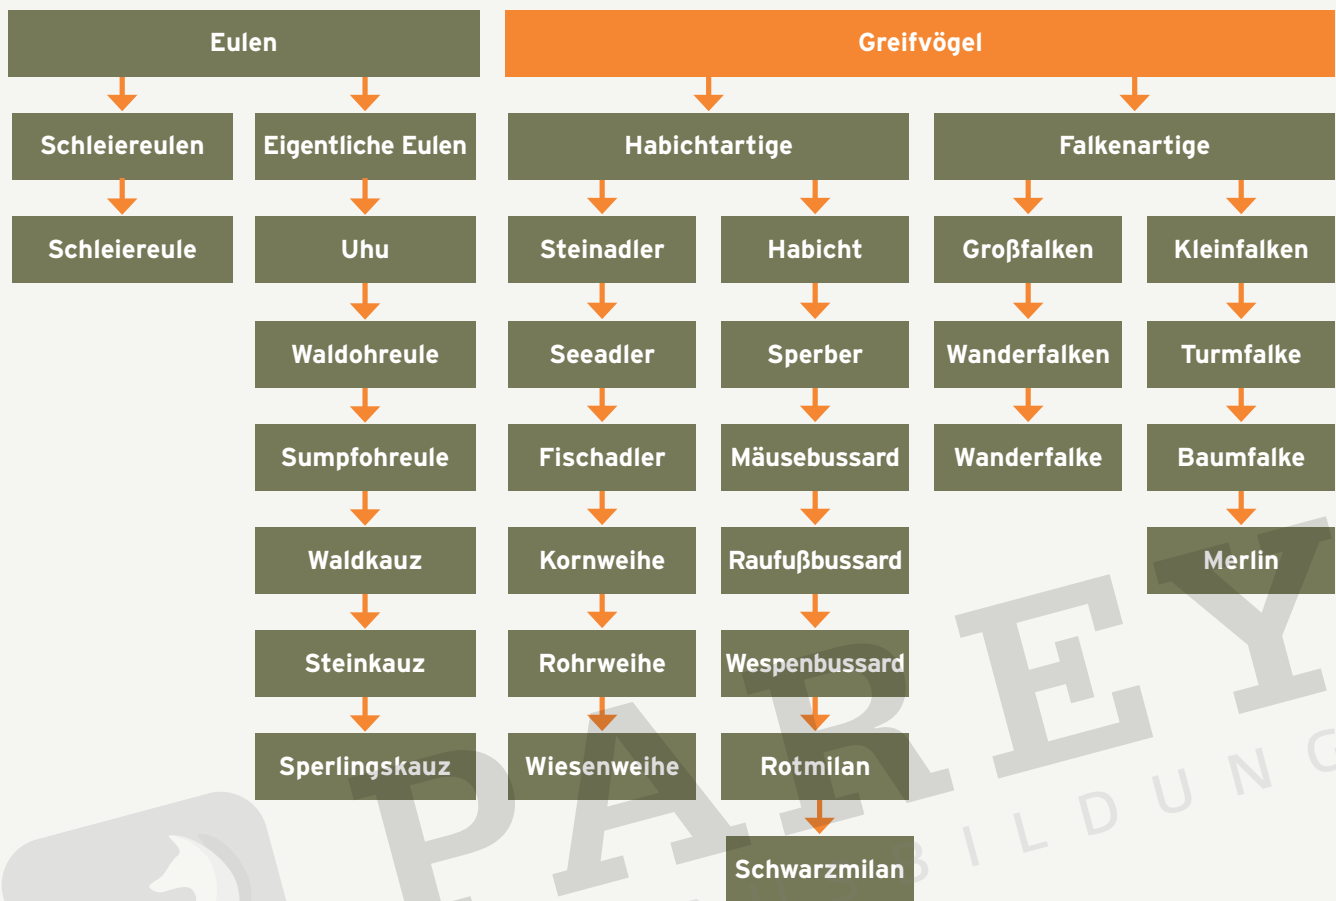 Eulen
Greifvögel
Schleiereulen
Eigentliche Eulen
Habichtartige
Falkenartige
Schleiereule
Uhu
Steinadler
Habicht
Großfalken
Kleinfalken
Waldohreule
Seeadler
Sperber
Wanderfalken
Turmfalke
Sumpfohreule
Fischadler
Mäusebussard
Wanderfalke
Baumfalke
Waldkauz
Kornweihe
Raufußbussard
Merlin
Steinkauz
Rohrweihe
Wespenbussard
Sperlingskauz
Wiesenweihe
Rotmilan
Schwarzmilan
PAREY